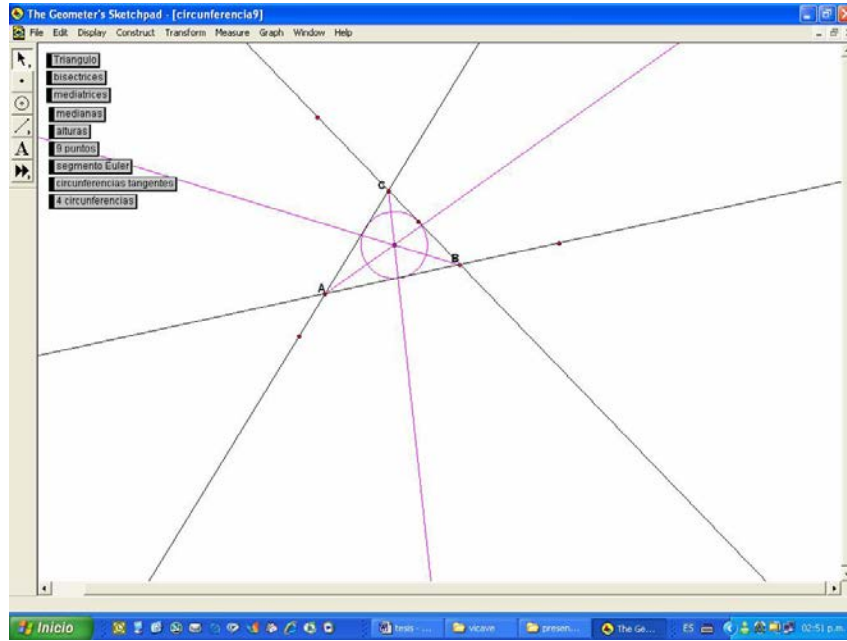 The Geometer's Sketchpad - [circunferencia9]
File Edit Display Construct Transform Measure Graph Window Help
Triangulo
bisectrices
mediatrices
medianas
alturas
9 puntos
segmento Euler
circunferencias tangentes
4 circunferencias
A
C
A
B
Inicio
tesis - ...
vicave
presen...
The Ge...
ES
02:51 p.m.